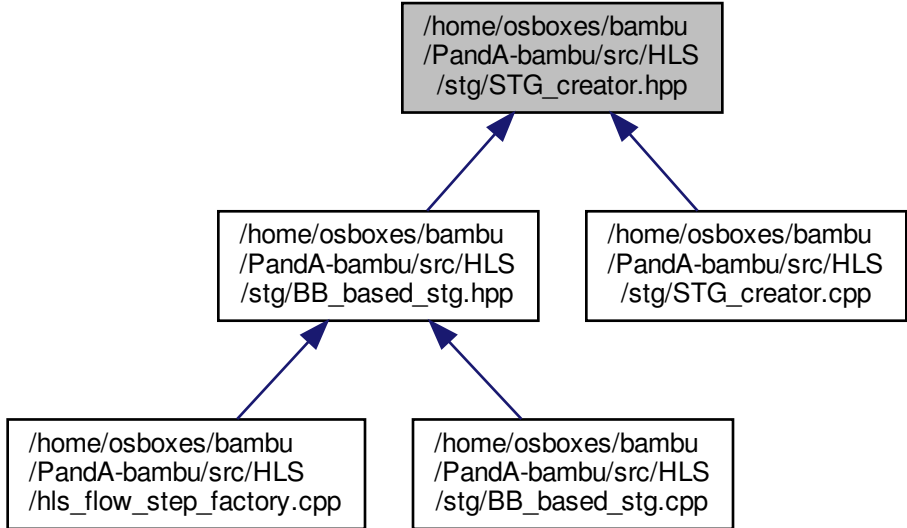 /home/osboxes/bambu
/PandA-bambu/src/HLS
/stg/STG_creator.hpp
/home/osboxes/bambu
/PandA-bambu/src/HLS
/stg/BB_based_stg.hpp
/home/osboxes/bambu
/PandA-bambu/src/HLS
/stg/STG_creator.cpp
/home/osboxes/bambu
/PandA-bambu/src/HLS
/hls_flow_step_factory.cpp
/home/osboxes/bambu
/PandA-bambu/src/HLS
/stg/BB_based_stg.cpp